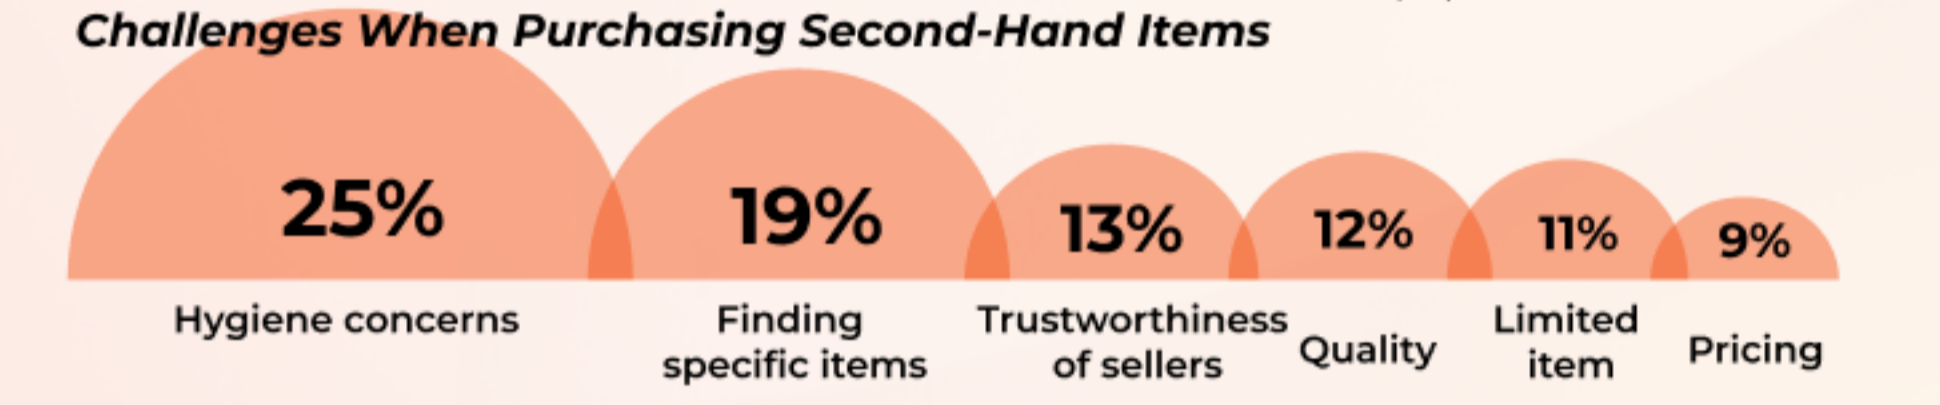 Challenges When Purchasing Second-Hand Items
25%
19%
13%
12%
11%
9%
Hygiene concerns
Finding
specific items
Trustworthiness
of sellers
Quality
Limited
item
Pricing